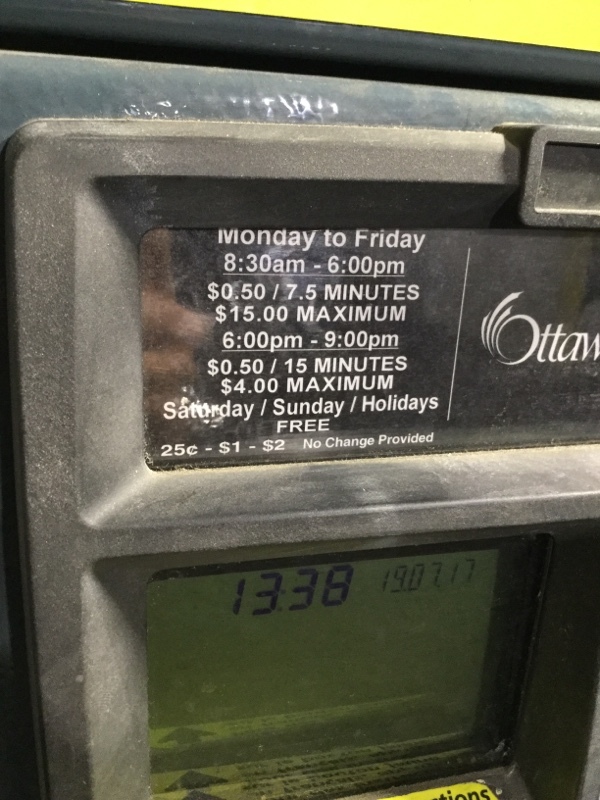 Monday to Friday
8:30am - 6:00pm
$0.50 / 7.5 MINUTES
$15.00 MAXIMUM
6:00pm - 9:00pm
$0.50 / 15 MINUTES
$4.00 MAXIMUM
Saturday / Sunday / Holidays
FREE
25¢ - $1 - $2 No Change Provided
Ottaw
13:38 19.07.17
ctions